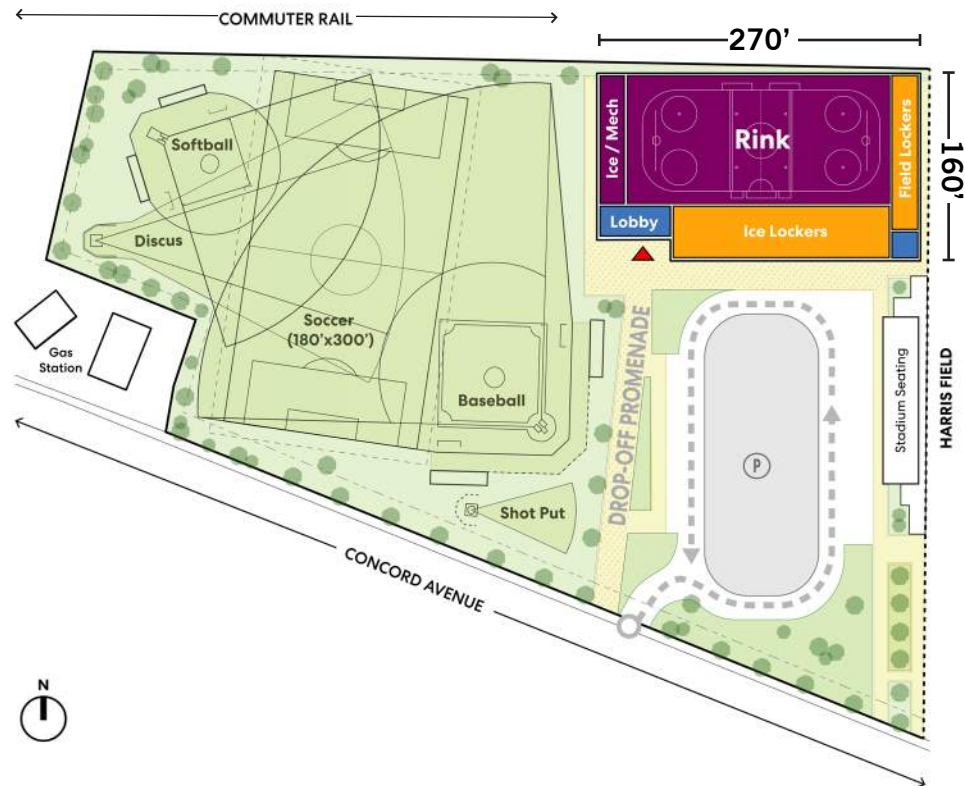 COMMUTER RAIL
270'
160'
Ice / Mech
Rink
Field Lockers
Lobby
Ice Lockers
Softball
Discus
Soccer
(180'x300')
Baseball
Gas
Station
Shot Put
DROP-OFF PROMENADE
P
Stadium Seating
HARRIS FIELD
CONCORD AVENUE
N